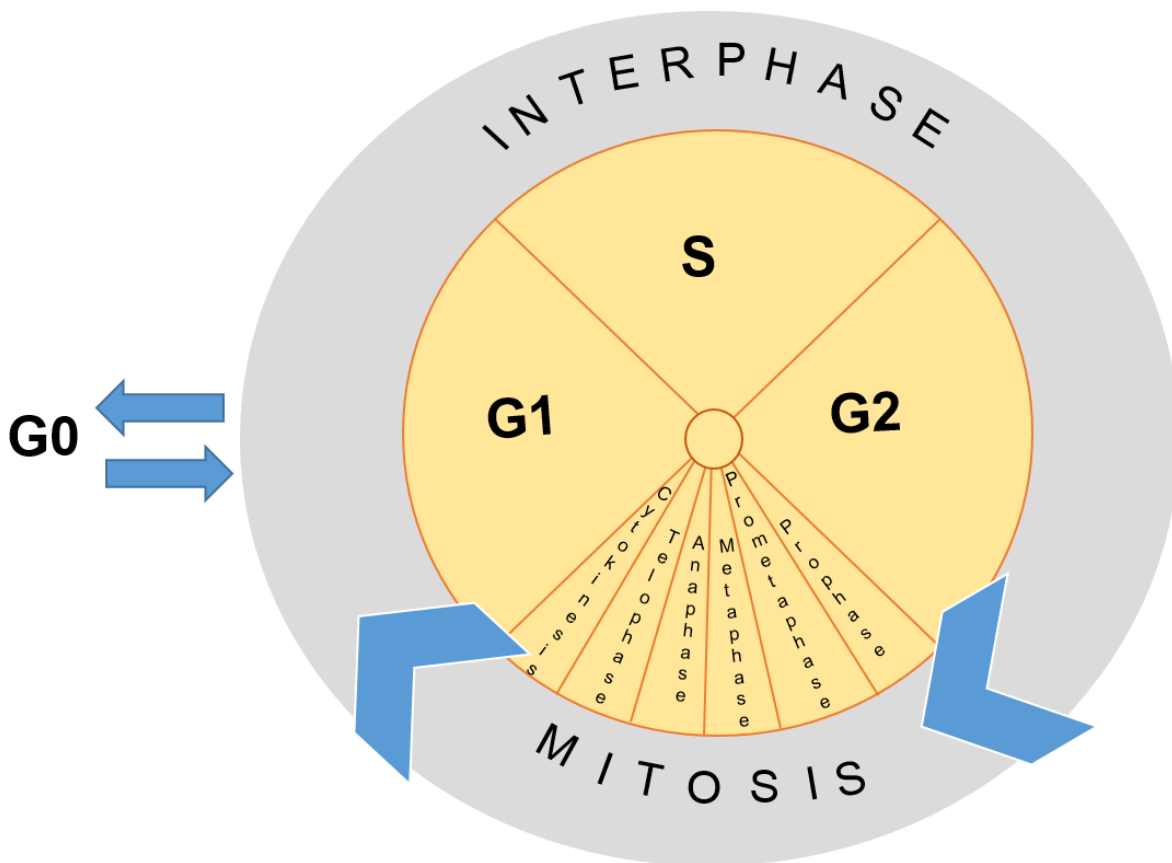 INTERPHASE
S
G1
G2
G0
Cytokinesis
Telophase
Anaphase
Metaphase
Prometaphase
Prophase
MITOSIS